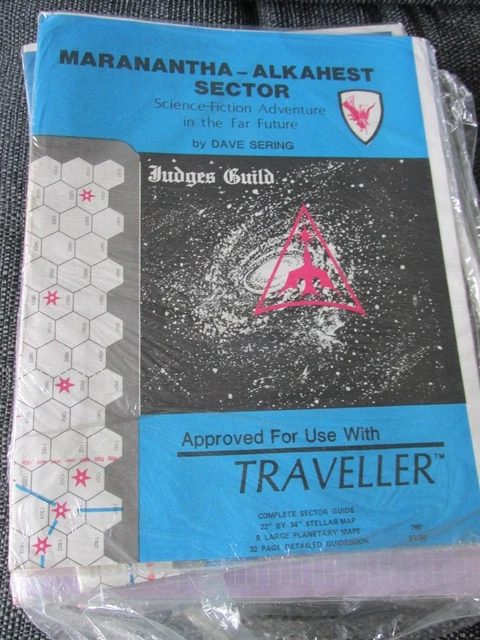 MARANANTHA-ALKAHEST
SECTOR
Science-Fiction Adventure
in the Far Future
by DAVE SERING
Judges Guild
Approved For Use With
TRAVELLER™
COMPLETE SECTOR GUIDE
22" BY 34" STELLAR MAP
8 LARGE PLANETARY MAPS
32 PAGE DETAILED GUIDEBOOK